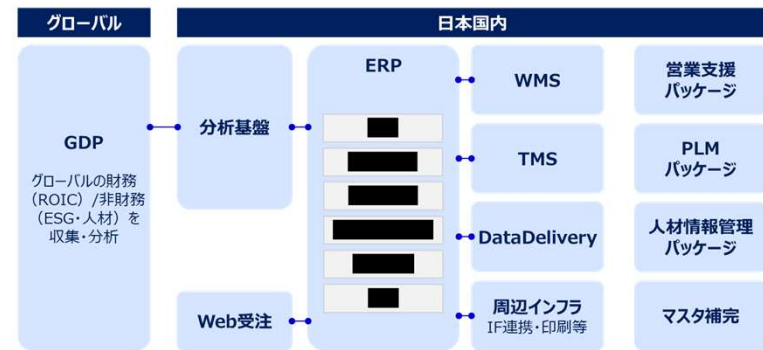 グローバル
日本国内
GDP
グローバルの財務
（ROIC）/非財務
（ESG・人材）を
収集・分析
分析基盤
Web受注
ERP
WMS
TMS
DataDelivery
周辺インフラ
IF連携・印刷等
営業支援
パッケージ
PLM
パッケージ
人材情報管理
パッケージ
マスタ補完